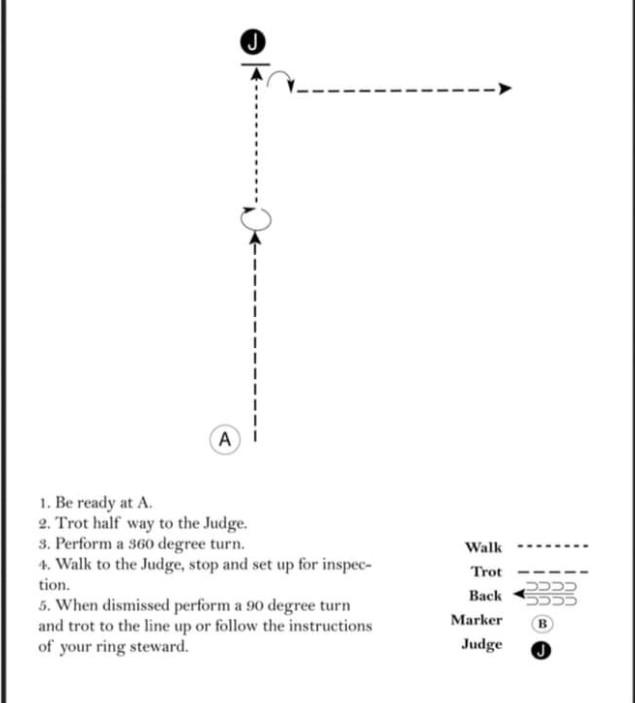 J
A
1. Be ready at A.
2. Trot half way to the Judge.
3. Perform a 360 degree turn.
4. Walk to the Judge, stop and set up for inspec-
tion.
5. When dismissed perform a 90 degree turn
and trot to the line up or follow the instructions
of your ring steward.
Walk
Trot
Back
Marker B
Judge J